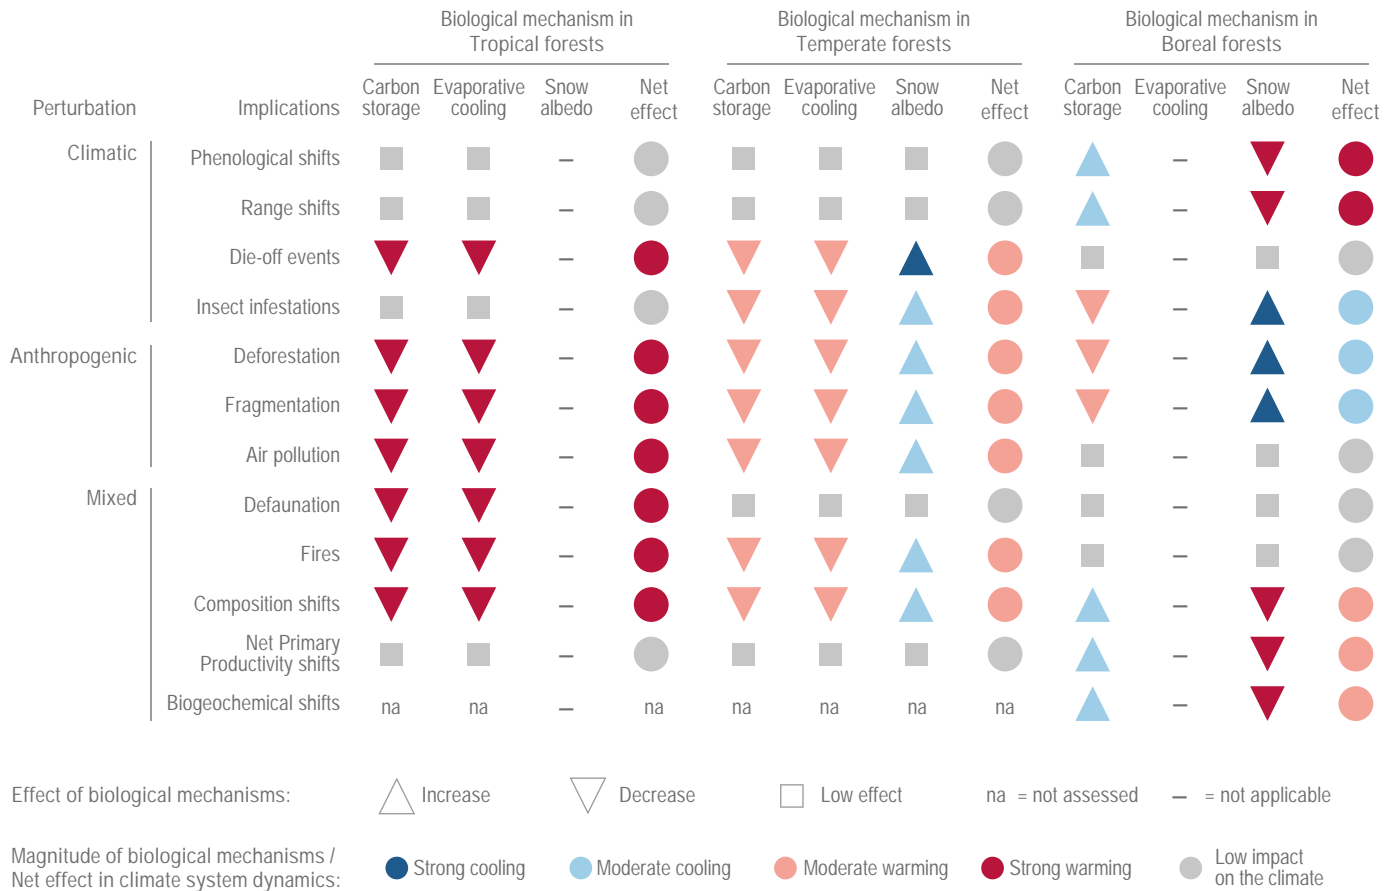 Biological mechanism in
Tropical forests
Biological mechanism in
Temperate forests
Biological mechanism in
Boreal forests
Perturbation
Implications
Carbon
storage
Evaporative
cooling
Snow
albedo
Net
effect
Carbon
storage
Evaporative
cooling
Snow
albedo
Net
effect
Carbon
storage
Evaporative
cooling
Snow
albedo
Net
effect
Climatic
Phenological shifts
– –
Range shifts
– –
Die-off events
– –
Insect infestations
– –
Anthropogenic
Deforestation
– –
Fragmentation
– –
Air pollution
– –
Mixed
Defaunation
– –
Fires
– –
Composition shifts
– –
Net Primary
Productivity shifts
– –
Biogeochemical shifts
na na – na na na na na –
Effect of biological mechanisms:
Increase
Decrease
Low effect
na = not assessed
– = not applicable
Magnitude of biological mechanisms /
Net effect in climate system dynamics:
Strong cooling
Moderate cooling
Moderate warming
Strong warming
Low impact
on the climate